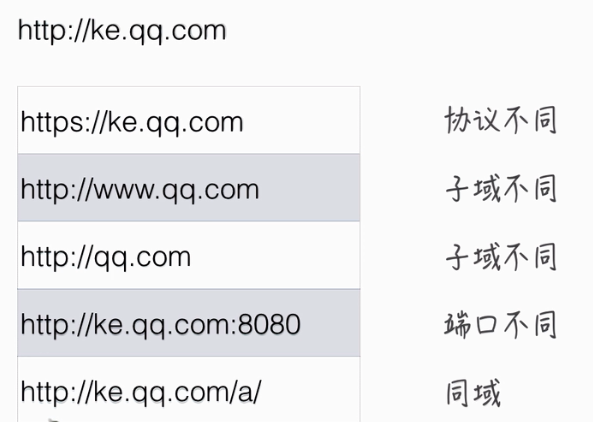 http://ke.qq.com
https://ke.qq.com 协议不同
http://www.qq.com 子域不同
http://qq.com 子域不同
http://ke.qq.com:8080 端口不同
http://ke.qq.com/a/ 同域